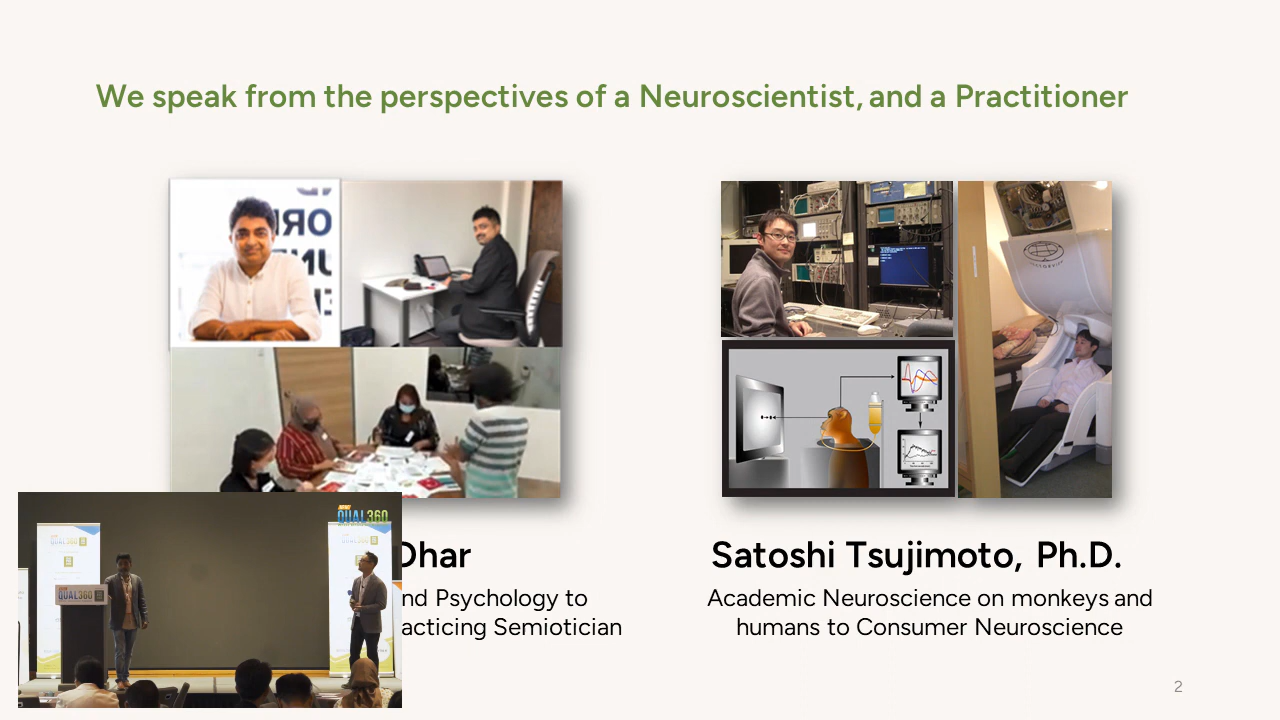 We speak from the perspectives of a Neuroscientist, and a Practitioner
Dhar
nd Psychology to
acticing Semiotician
Satoshi Tsujimoto, Ph.D.
Academic Neuroscience on monkeys and
humans to Consumer Neuroscience
QUAL360
QUAL360
2